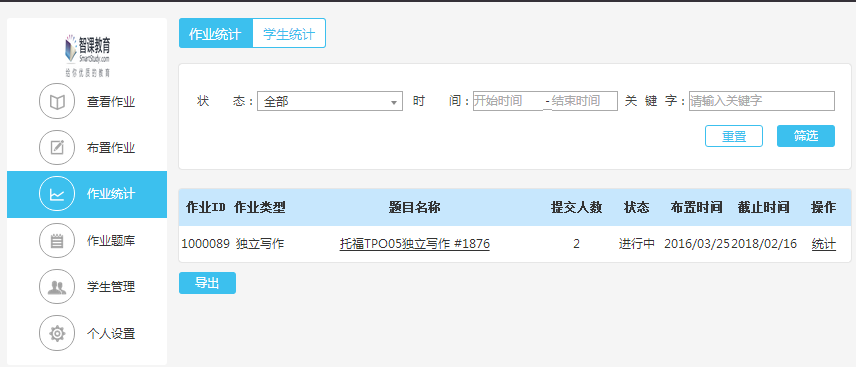 智课教育
SmartStudy.com
给你优质的教育
查看作业
布置作业
作业统计
作业题库
学生管理
个人设置
作业统计 学生统计
状 态： 全部 时 间： 开始时间 - 结束时间 关 键 字： 请输入关键字
重置 筛选
作业ID 作业类型 题目名称 提交人数 状态 布置时间 截止时间 操作
1000089 独立写作 托福TPO05独立写作 #1876 2 进行中 2016/03/25 2018/02/16 统计
导出